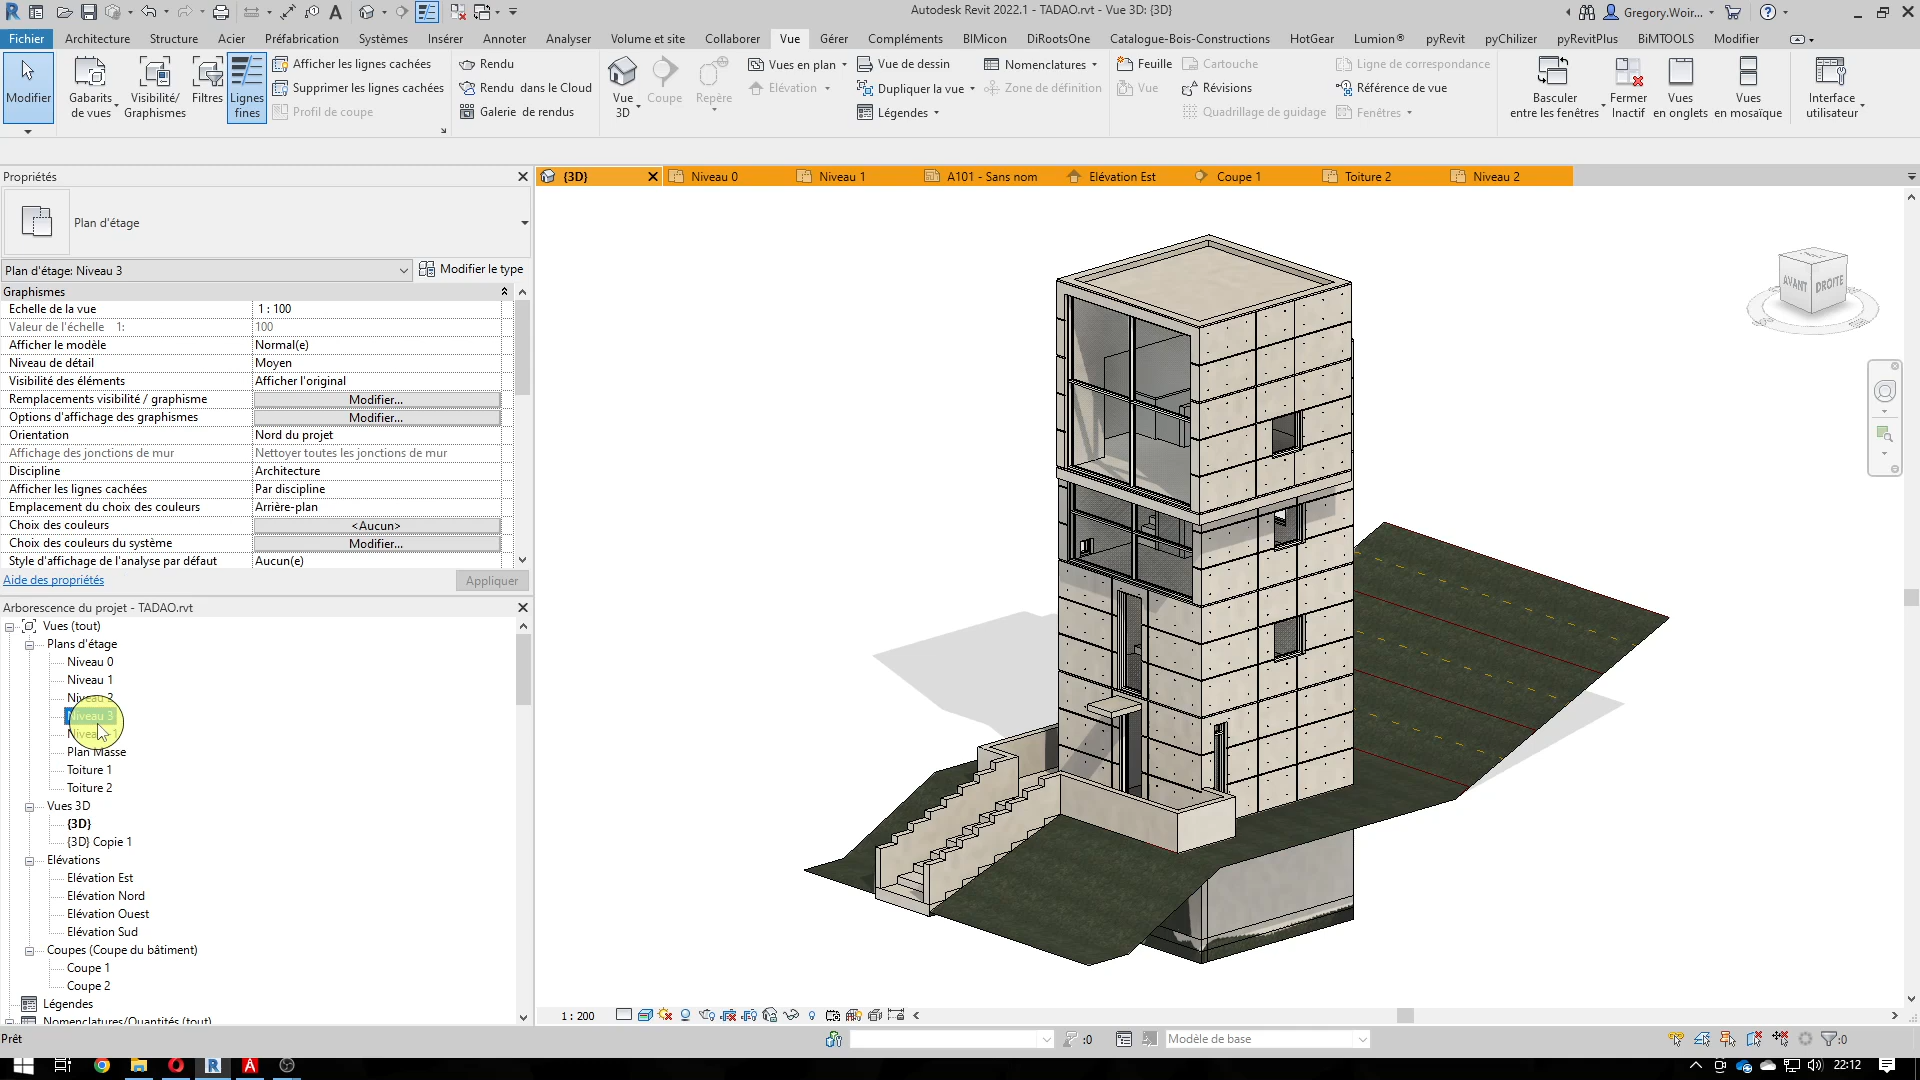 Autodesk Revit 2022.1 - TADAO.rvt - Vue 3D: {3D}
Gregory.Woir...
Fichier Architecture Structure Acier Préfabrication Systèmes Insérer Annoter Analyser Volume et site Collaborer Vue Gérer Compléments BIMicon DiRootsOne Catalogue-Bois-Constructions HotGear Lumion® pyRevit pyChilizer pyRevitPlus BiMTOOLS Modifier
Modifier
Gabarits de vues
Visibilité/ Graphismes
Filtres
Lignes fines
Afficher les lignes cachées
Supprimer les lignes cachées
Profil de coupe
Rendu
Rendu dans le Cloud
Galerie de rendus
Vue 3D
Coupe
Repère
Vues en plan
Elévation
Vue de dessin
Dupliquer la vue
Légendes
Nomenclatures
Zone de définition
Feuille
Vue
Cartouche
Révisions
Quadrillage de guidage
Ligne de correspondance
Référence de vue
Fenêtres
Basculer entre les fenêtres
Fermer Inactif
Vues en onglets
Vues en mosaïque
Interface utilisateur
Propriétés
{3D} Niveau 0 Niveau 1 A101 - Sans nom Elévation Est Coupe 1 Toiture 2 Niveau 2
Plan d'étage
Plan d'étage: Niveau 3
Modifier le type
Graphismes
Echelle de la vue 1 : 100
Valeur de l'échelle 1: 100
Afficher le modèle Normal(e)
Niveau de détail Moyen
Visibilité des éléments Afficher l'original
Remplacements visibilité / graphisme Modifier...
Options d'affichage des graphismes Modifier...
Orientation Nord du projet
Affichage des jonctions de mur Nettoyer toutes les jonctions de mur
Discipline Architecture
Afficher les lignes cachées Par discipline
Emplacement du choix des couleurs Arrière-plan
Choix des couleurs <Aucun>
Choix des couleurs du système Modifier...
Style d'affichage de l'analyse par défaut Aucun(e)
Aide des propriétés
Appliquer
AVANT DROITE
Arborescence du projet - TADAO.rvt
Vues (tout)
Plans d'étage
Niveau 0
Niveau 1
Niveau 2
Niveau 3
Plan Masse
Toiture 1
Toiture 2
Vues 3D
{3D}
{3D} Copie 1
Elévations
Elévation Est
Elévation Nord
Elévation Ouest
Elévation Sud
Coupes (Coupe du bâtiment)
Coupe 1
Coupe 2
Légendes
Nomenclatures/Quantités (tout)
1 : 200
Prêt
:0
Modèle de base
:0
22:12